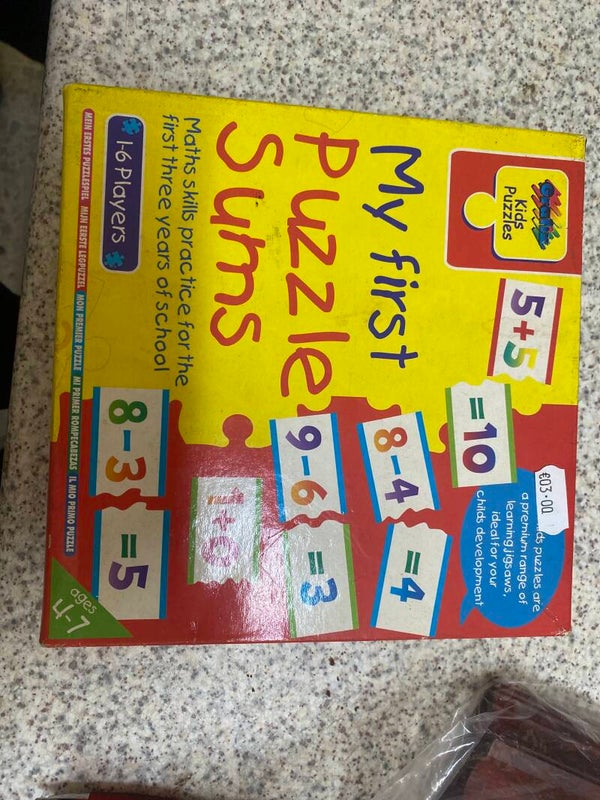 Kids
Puzzles
My first
Puzzle
Sums
Maths skills practice for the
first three years of school
1-6 Players
5+5
=10
8-4
=4
9-6
=3
+0
8-3
=5
€03.00
puzzles are
a premium range of
learning jigsaws,
ideal for your
childs development
ages
4-7
MEIN ERSTES PUZZLESPIEL MIJN EERSTE LEGPUZZEL MON PREMIER PUZZLE MI PRIMER ROMPECABEZAS IL MIO PRIMO PUZZLE